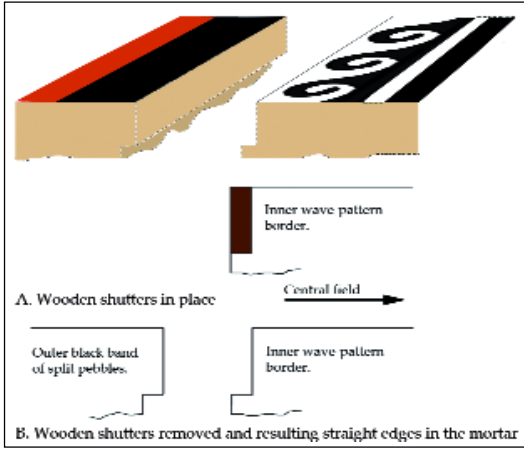 Inner wave pattern
border.
A. Wooden shutters in place
Central field
Outer black band
of split pebbles.
Inner wave pattern
border.
B. Wooden shutters removed and resulting straight edges in the mortar